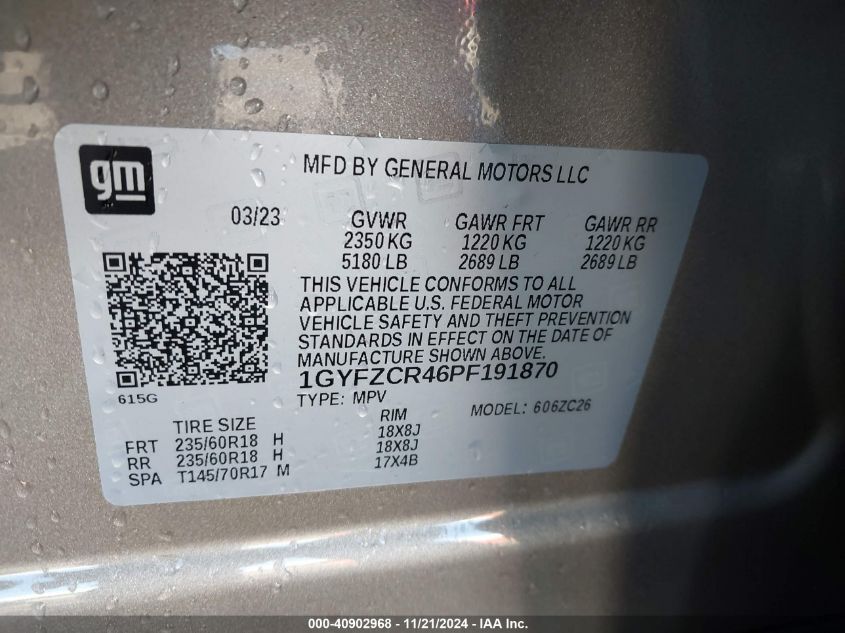 gm
MFD BY GENERAL MOTORS LLC
03/23 GVWR GAWR FRT GAWR RR
2350 KG 1220 KG 1220 KG
5180 LB 2689 LB 2689 LB
THIS VEHICLE CONFORMS TO ALL
APPLICABLE U.S. FEDERAL MOTOR
VEHICLE SAFETY AND THEFT PREVENTION
STANDARDS IN EFFECT ON THE DATE OF
MANUFACTURE SHOWN ABOVE.
1GYFZCR46PF191870
615G
TYPE: MPV MODEL: 606ZC26
TIRE SIZE RIM
FRT 235/60R18 H 18X8J
RR 235/60R18 H 18X8J
SPA T145/70R17 M 17X4B
000-40902968 - 11/21/2024 - IAA Inc.